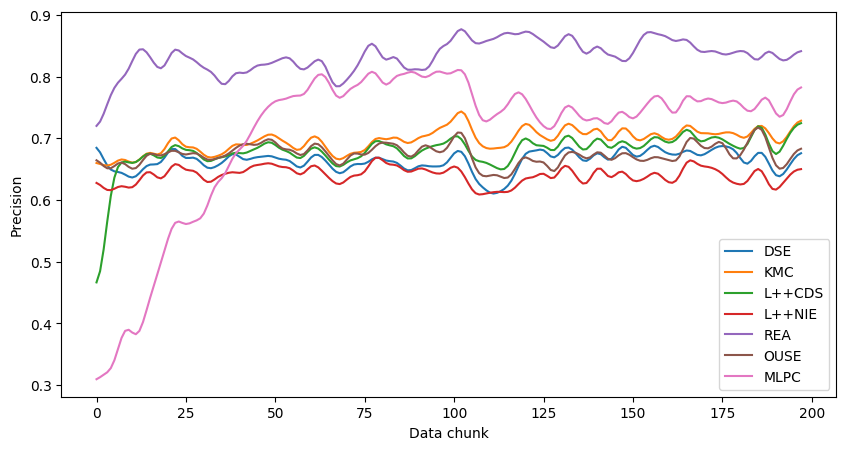 0.9
0.8
0.7
0.6
0.5
0.4
0.3
Precision
0
25
50
75
100
125
150
175
200
Data chunk
DSE
KMC
L++CDS
L++NIE
REA
OUSE
MLPC